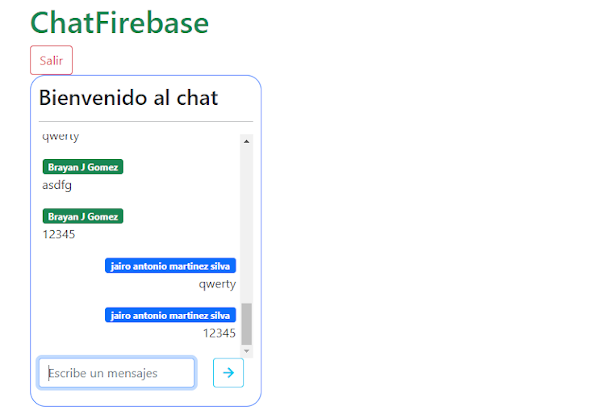 ChatFirebase
Salir
Bienvenido al chat
qwerty
Brayan J Gomez
asdfg
Brayan J Gomez
12345
jairo antonio martinez silva
qwerty
jairo antonio martinez silva
12345
Escribe un mensajes